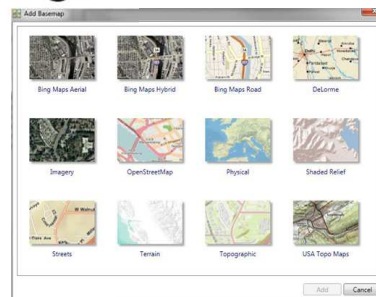 Add Basemap
Bing Maps Aerial
Bing Maps Hybrid
Bing Maps Road
DeLorme
Imagery
OpenStreetMap
Physical
Shaded Relief
W Walnut
Streets
Terrain
Topographic
USA Topo Maps
Add
Cancel